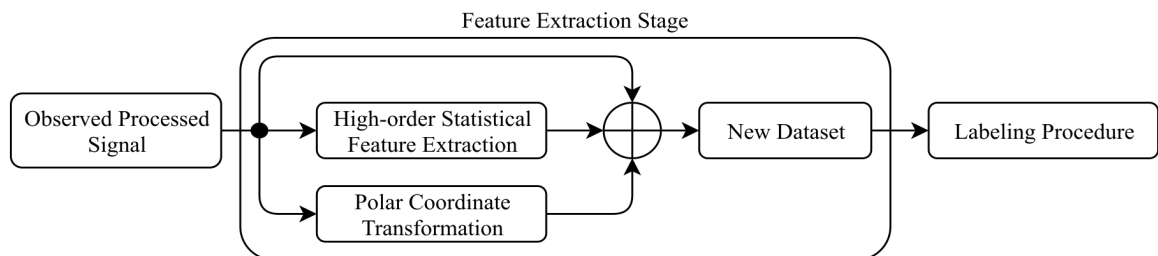 Feature Extraction Stage
Observed Processed
Signal
High-order Statistical
Feature Extraction
New Dataset
Labeling Procedure
Polar Coordinate
Transformation